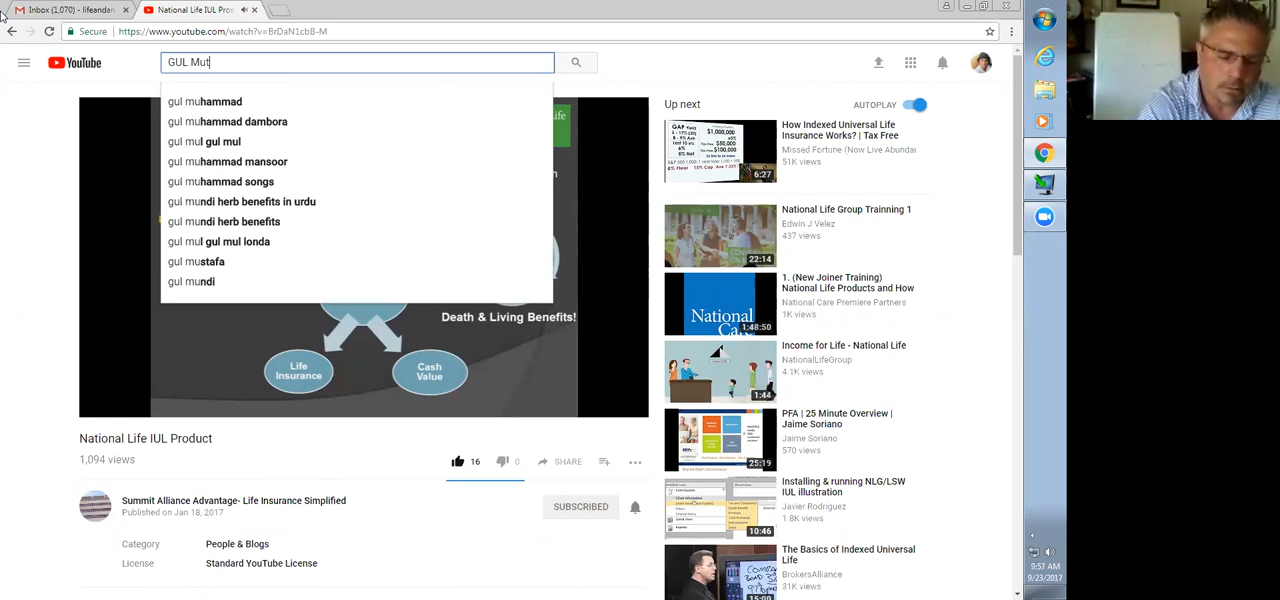 Inbox (1,070) - lifeandan
National Life IUL Produ
Secure
https://www.youtube.com/watch?v=BrDaN1cbB-M
YouTube
GUL Mut
gul muhammad
gul muhammad dambora
gul mul gul mul
gul muhammad mansoor
gul muhammad songs
gul mundi herb benefits in urdu
gul mundi herb benefits
gul mul gul mul londa
gul mustafa
gul mundi
Death & Living Benefits!
Life
Insurance
Cash
Value
National Life IUL Product
1,094 views
16
0
SHARE
Summit Alliance Advantage- Life Insurance Simplified
Published on Jan 18, 2017
SUBSCRIBED
Category
People & Blogs
License
Standard YouTube License
Up next
AUTOPLAY
How Indexed Universal Life
Insurance Works? | Tax Free
Missed Fortune (Now Live Abundar
51K views
6:27
National Life Group Trainning 1
Edwin J Velez
437 views
22:14
1. (New Joiner Training)
National Life Products and How
National Care Premiere Partners
1K views
National
1:48:50
Income for Life - National Life
NationalLifeGroup
4.1K views
1:44
PFA | 25 Minute Overview |
Jaime Soriano
Jaime Soriano
570 views
25:19
Installing & running NLG/LSW
IUL illustration
Javier Rodriguez
1.8K views
10:46
The Basics of Indexed Universal
Life
BrokersAlliance
31K views
15:00
9:57 AM
9/23/2017